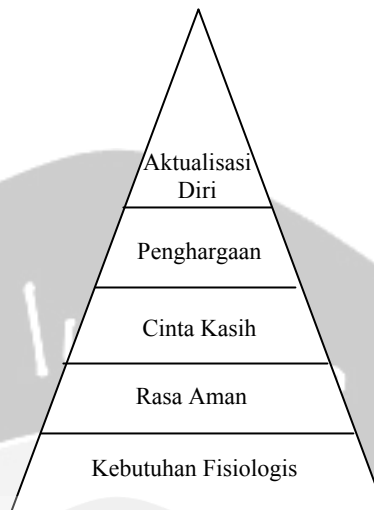 Aktualisasi
Diri
Penghargaan
Cinta Kasih
Rasa Aman
Kebutuhan Fisiologis